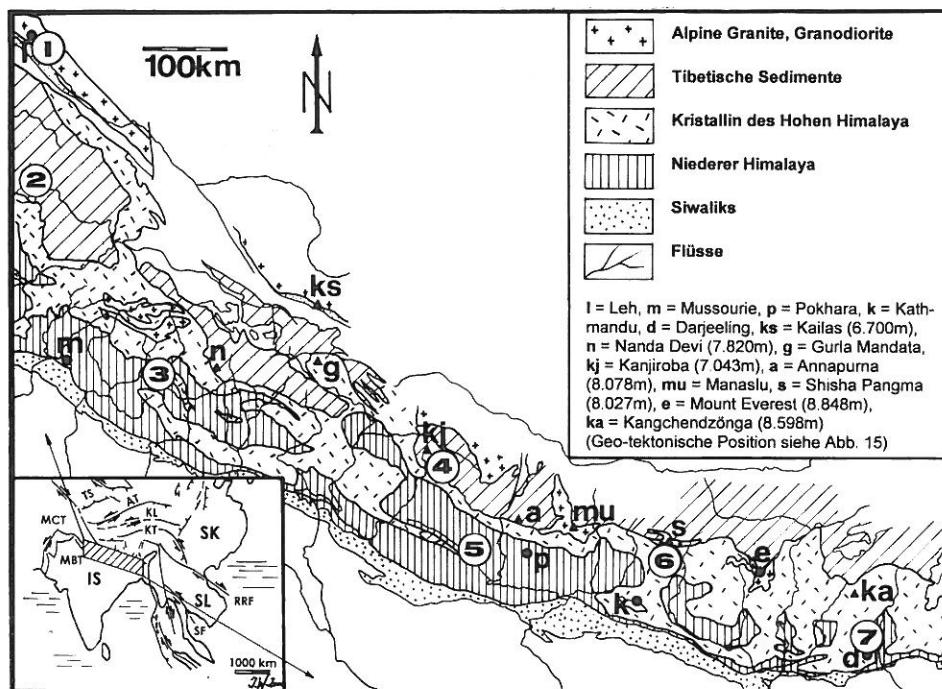 1
100km
N
2
ks
m
3
n
g
kj
4
a
mu
s
5
p
6
e
k
ka
7
d
Alpine Granite, Granodiorite
Tibetische Sedimente
Kristallin des Hohen Himalaya
Niederer Himalaya
Siwaliks
Flüsse
l = Leh, m = Mussourie, p = Pokhara, k = Kath-
mandu, d = Darjeeling, ks = Kailas (6.700m),
n = Nanda Devi (7.820m), g = Gurla Mandata,
kj = Kanjiroba (7.043m), a = Annapurna
(8.078m), mu = Manaslu, s = Shisha Pangma
(8.027m), e = Mount Everest (8.848m),
ka = Kangchendzönga (8.598m)
(Geo-tektonische Position siehe Abb. 15)
TS
AT
KL
KT
MCT
SK
MBT
IS
SL
RRF
SF
1000 km